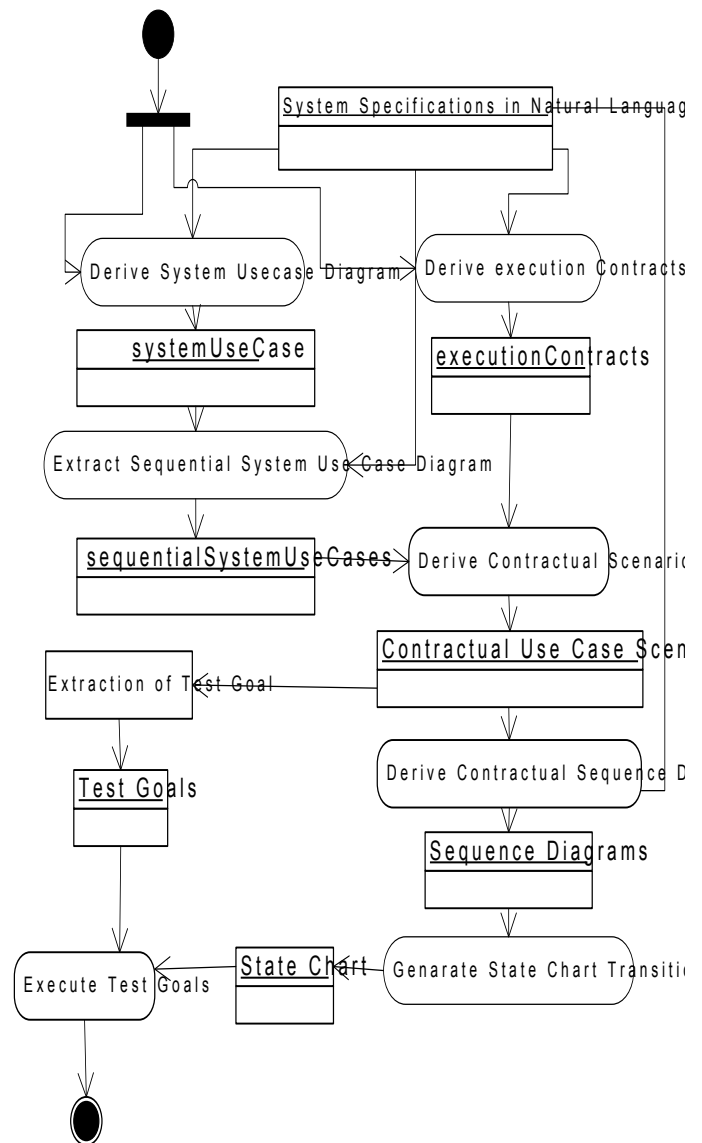 System Specifications in Natural Languag
Derive System Usecase Diagram
Derive execution Contracts
systemUseCase
executionContracts
Extract Sequential System Use Case Diagram
sequentialSystemUseCases
Derive Contractual Scenario
Contractual Use Case Scen
Extraction of Test Goal
Test Goals
Derive Contractual Sequence D
Sequence Diagrams
State Chart
Genarate State Chart Transitio
Execute Test Goals